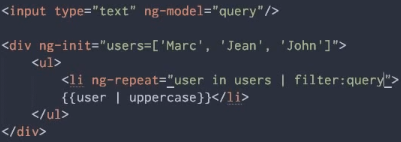 <input type="text" ng-model="query"/>
<div ng-init="users=['Marc', 'Jean', 'John']">
<ul>
<li ng-repeat="user in users | filter:query">
{{user | uppercase}}</li>
</ul>
</div>